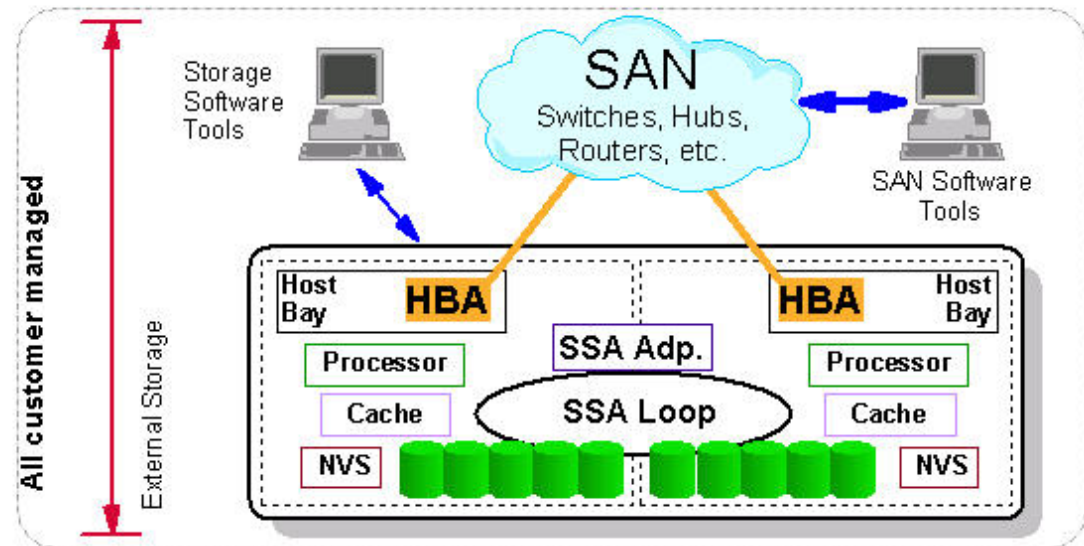 All customer managed
External Storage
Storage
Software
Tools
SAN
Switches, Hubs,
Routers, etc.
SAN Software
Tools
Host
Bay
HBA
HBA
Host
Bay
SSA Adp.
Processor
Processor
Cache
SSA Loop
Cache
NVS
NVS